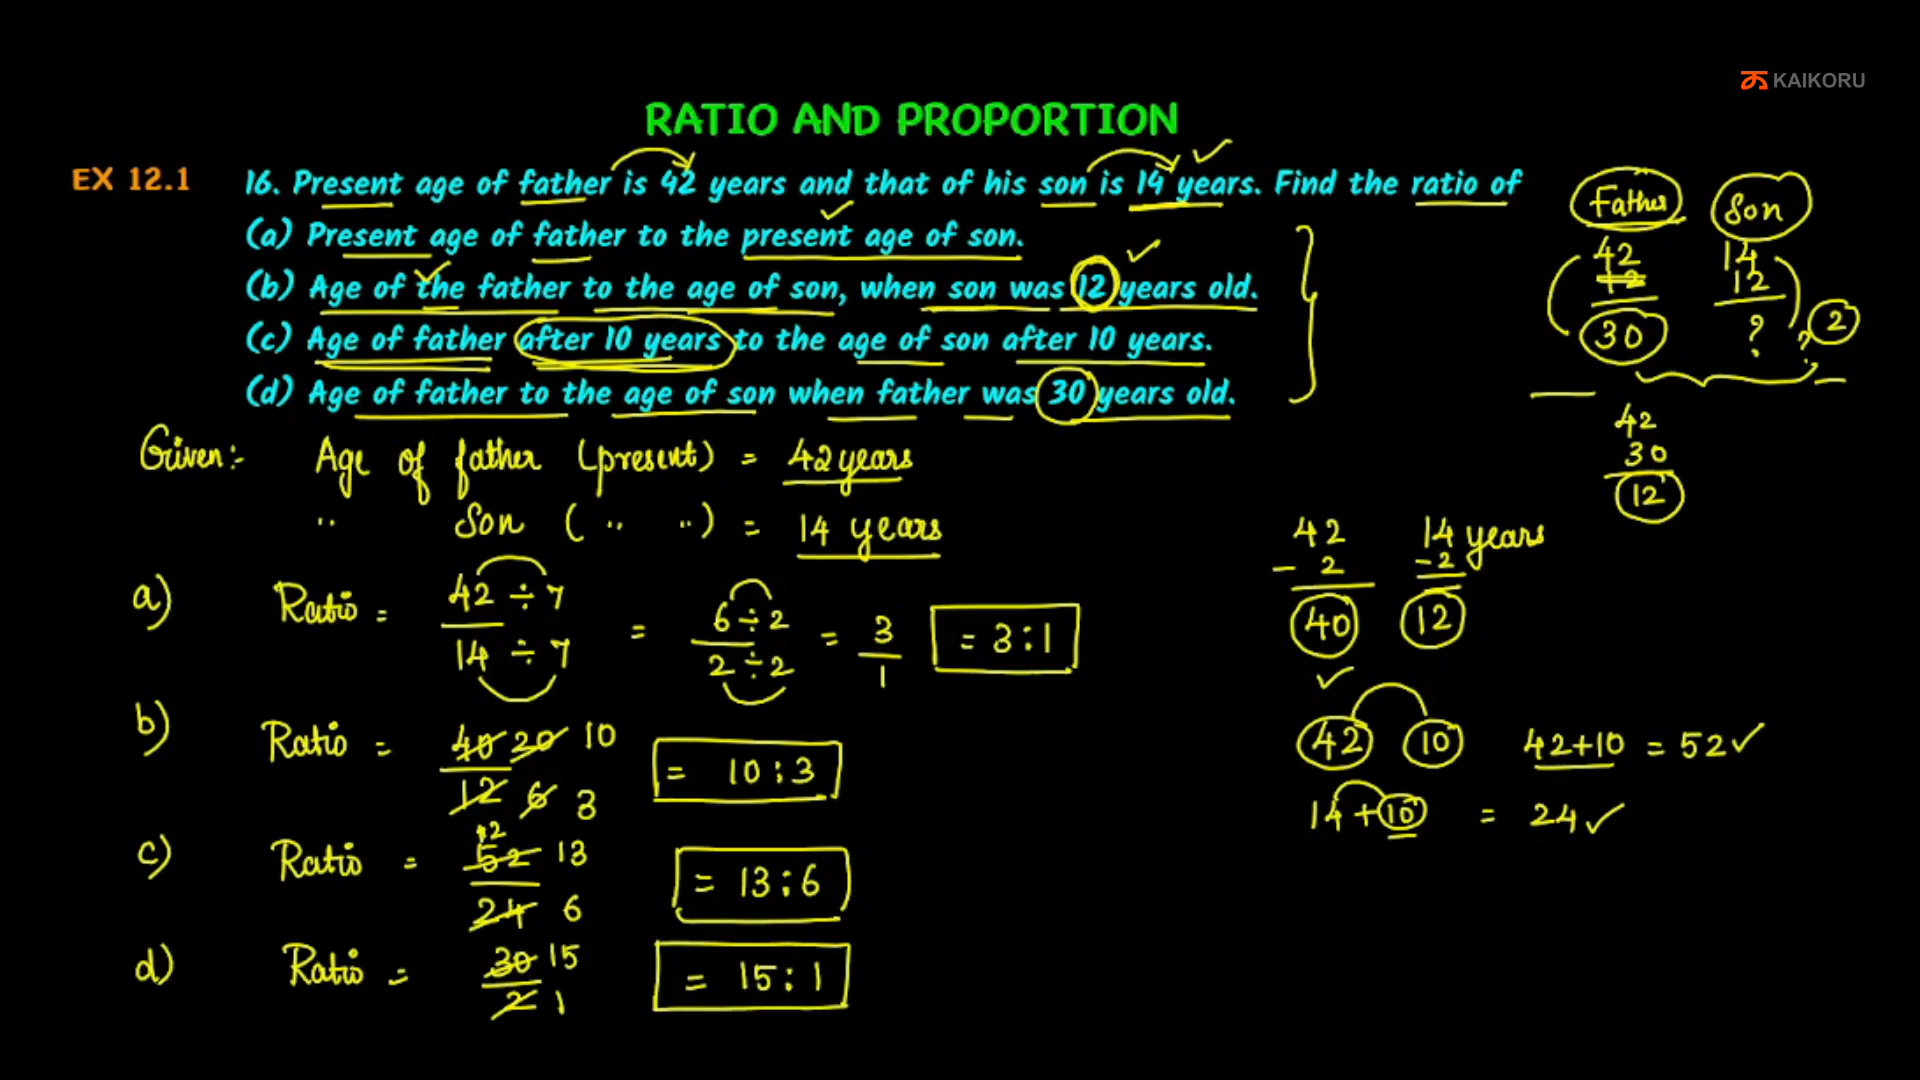 KAIKORU
RATIO AND PROPORTION
EX 12.1
16. Present age of father is 42 years and that of his son is 14 years. Find the ratio of
(a) Present age of father to the present age of son.
(b) Age of the father to the age of son, when son was 12 years old.
(c) Age of father after 10 years to the age of son after 10 years.
(d) Age of father to the age of son when father was 30 years old.
Father Son
42 14
12 12
30 ? ? 2
42
30
12
Given:- Age of father (present) = 42 years
" Son ( " " ) = 14 years
42 14 years
- 2 - 2
40 12
a) Ratio = 42 ÷ 7 / 14 ÷ 7 = 6 ÷ 2 / 2 ÷ 2 = 3 / 1 = 3 : 1
b) Ratio = 40 20 10 / 12 6 3 = 10 : 3
42 10 42+10 = 52
14 + 10 = 24
c) Ratio = 52 13 / 24 6 = 13 : 6
d) Ratio = 30 15 / 2 1 = 15 : 1